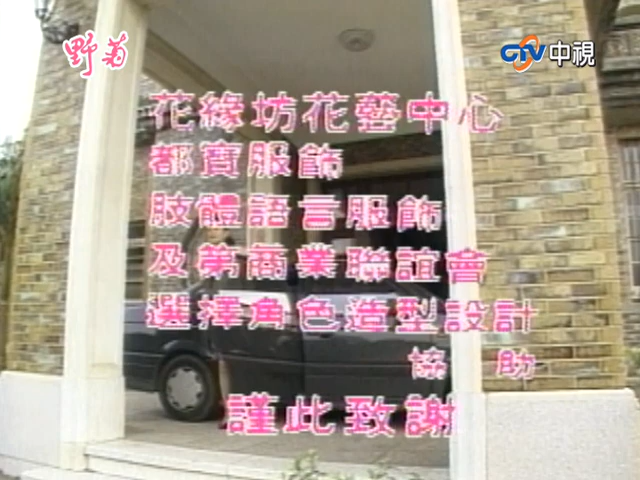 野菊
CTV中視
花緣坊花藝中心
都寶服飾
肢體語言服飾
及第商業聯誼會
選擇角色造型設計
協助
謹此致謝